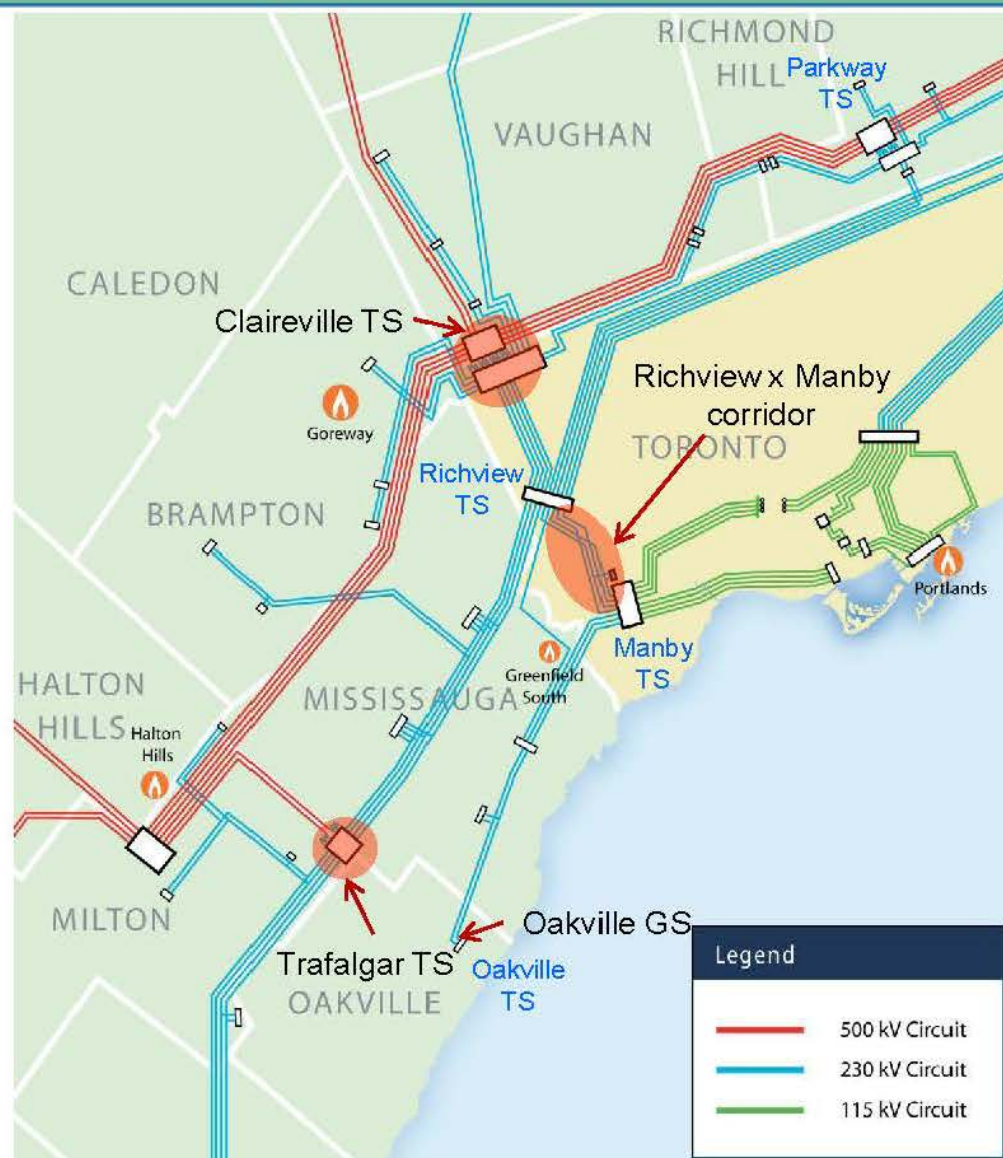 RICHMOND
HILL
Parkway
TS
VAUGHAN
CALEDON
Claireville TS
Richview x Manby
corridor
Goreway
TORONTO
Richview
TS
BRAMPTON
Portlands
Manby
TS
Greenfield
South
HALTON
HILLS
MISSISSAUGA
Halton
Hills
MILTON
Oakville GS
Trafalgar TS
Oakville
TS
OAKVILLE
Legend
500 kV Circuit
230 kV Circuit
115 kV Circuit